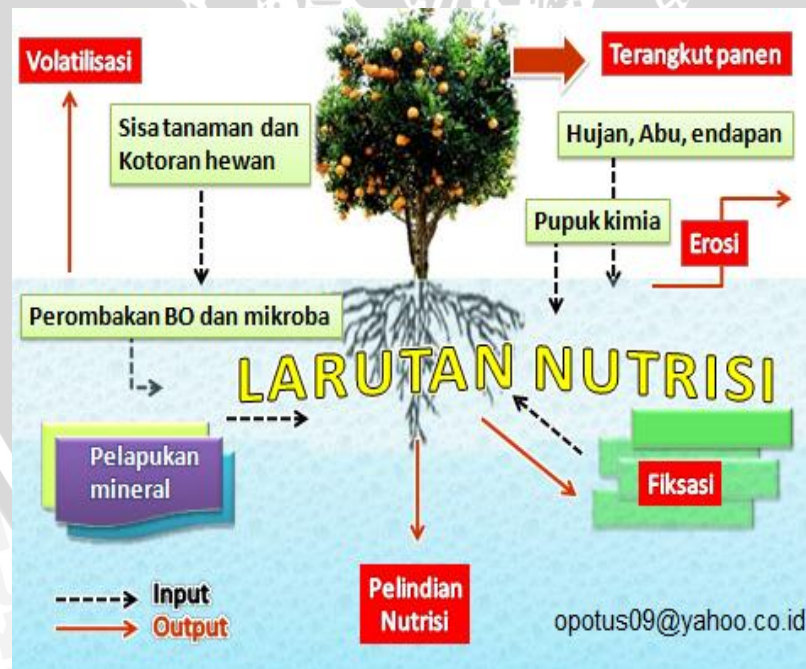 Volatilisasi
Terangkut panen
Sisa tanaman dan
Kotoran hewan
Hujan, Abu, endapan
Pupuk kimia
Erosi
Perombakan BO dan mikroba
LARUTAN NUTRISI
Pelapukan
mineral
Fiksasi
Input
Output
Pelindian
Nutrisi
opotus09@yahoo.co.id